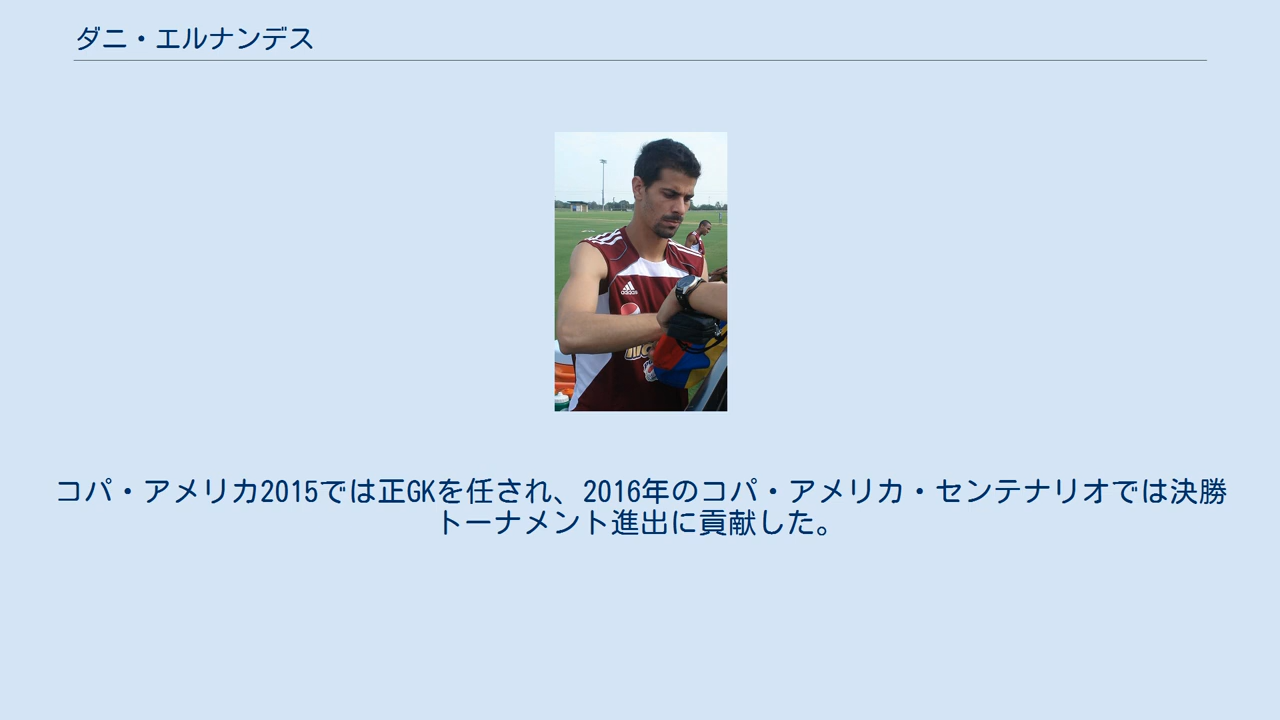 ダニ・エルナンデス
adidas
コパ・アメリカ2015では正GKを任され、2016年のコパ・アメリカ・センテナリオでは決勝
トーナメント進出に貢献した。